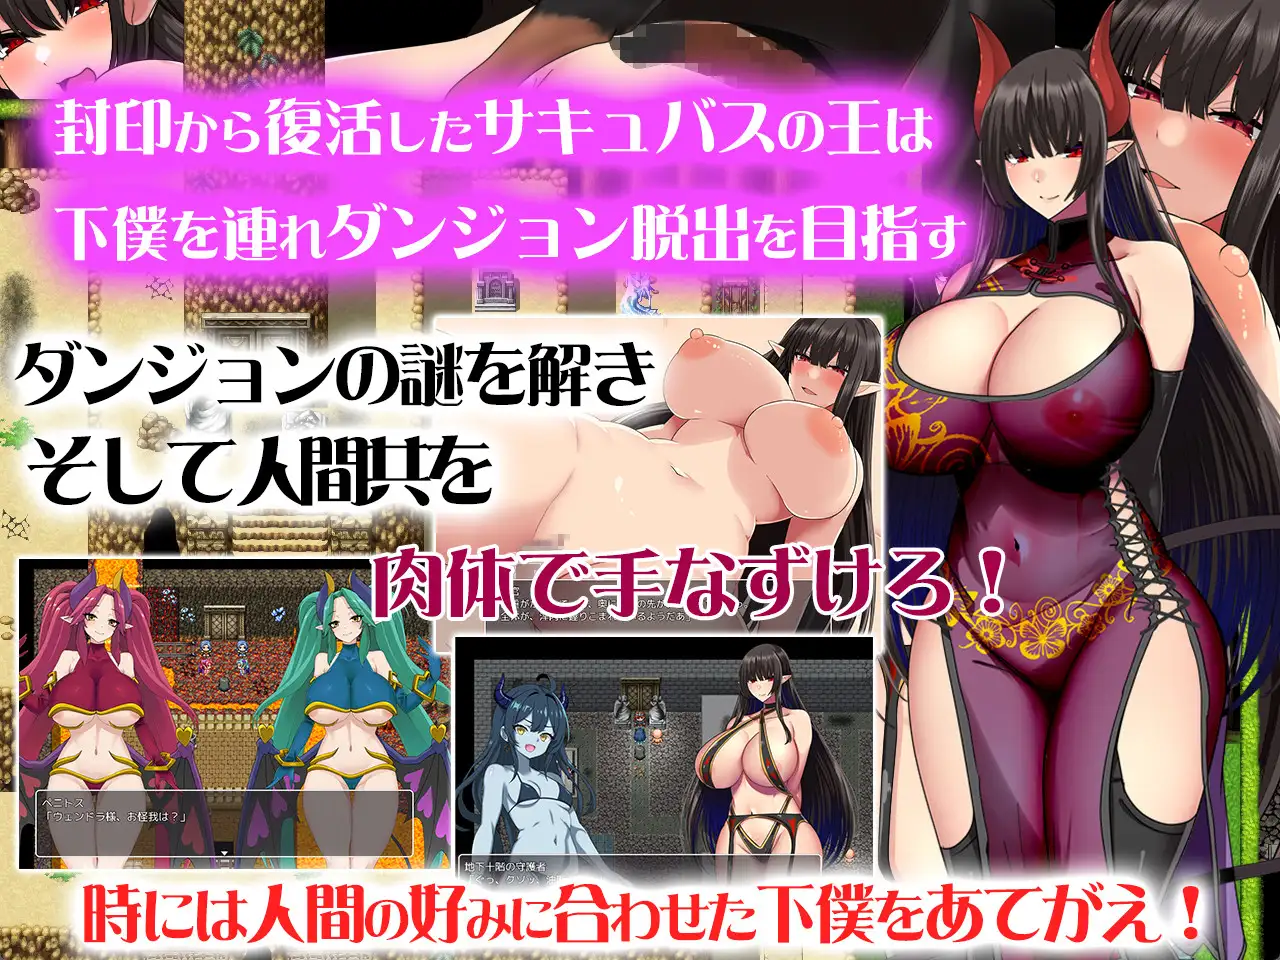 封印から復活したサキュバスの王は
下僕を連れダンジョン脱出を目指す
ダンジョンの謎を解き
そして人間共を
肉体で手なずけろ！
ベニトス
「ウェンドラ様、お怪我は？」
地下十階の守護者
時には人間の好みに合わせた下僕をあてがえ！